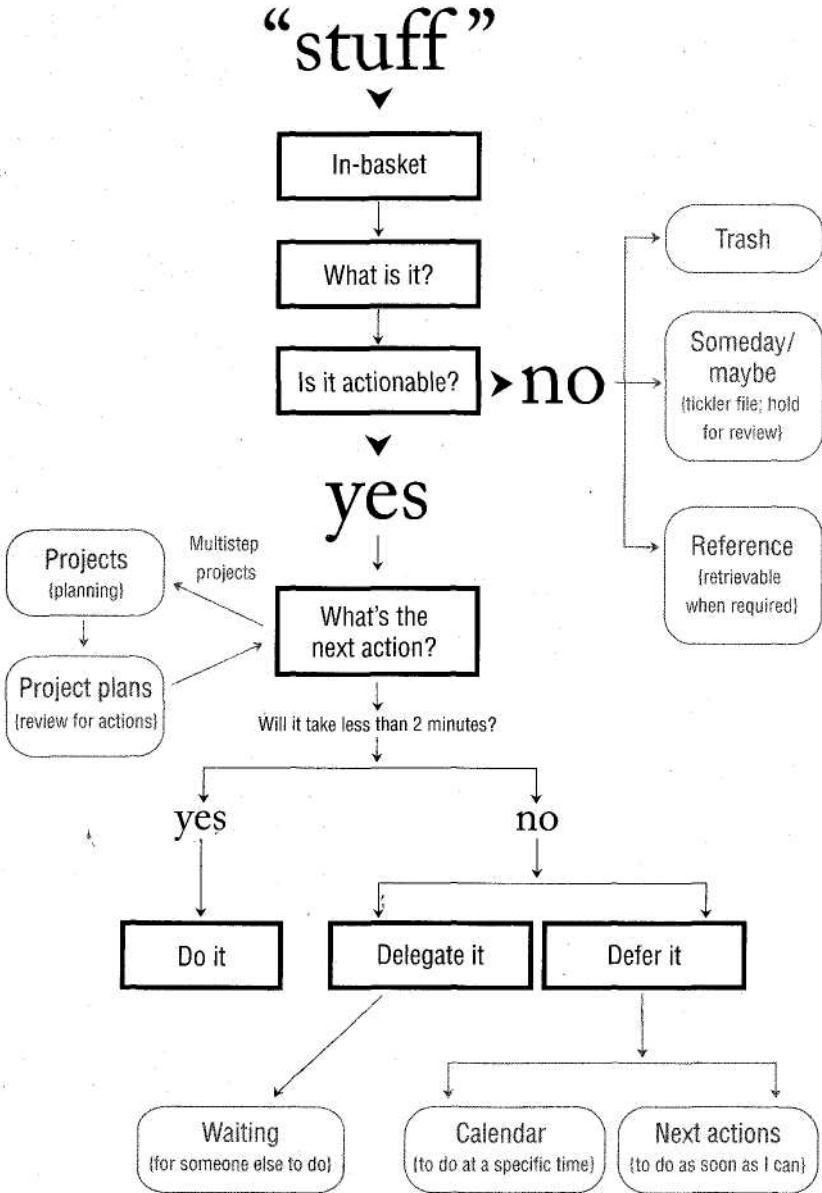 “stuff”
In-basket
What is it?
Is it actionable?
no
Trash
Someday/
maybe
{tickler file; hold
for review}
Reference
{retrievable
when required}
yes
Multistep
projects
Projects
{planning}
Project plans
{review for actions}
What's the
next action?
Will it take less than 2 minutes?
yes
no
Do it
Delegate it
Defer it
Waiting
{for someone else to do}
Calendar
{to do at a specific time}
Next actions
{to do as soon as I can}